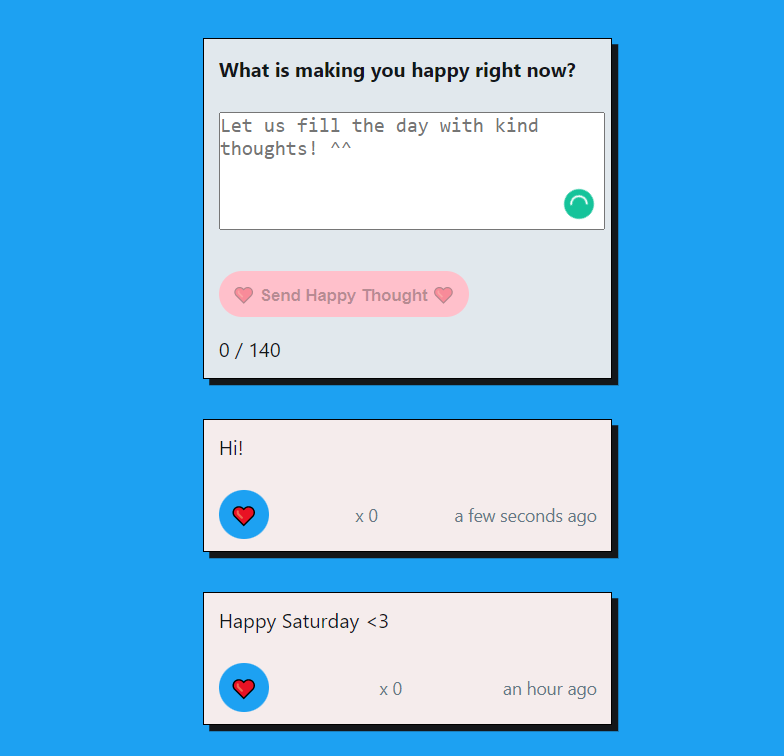 What is making you happy right now?
Let us fill the day with kind
thoughts! ^^
Send Happy Thought
0 / 140
Hi!
x 0 a few seconds ago
Happy Saturday <3
x 0 an hour ago